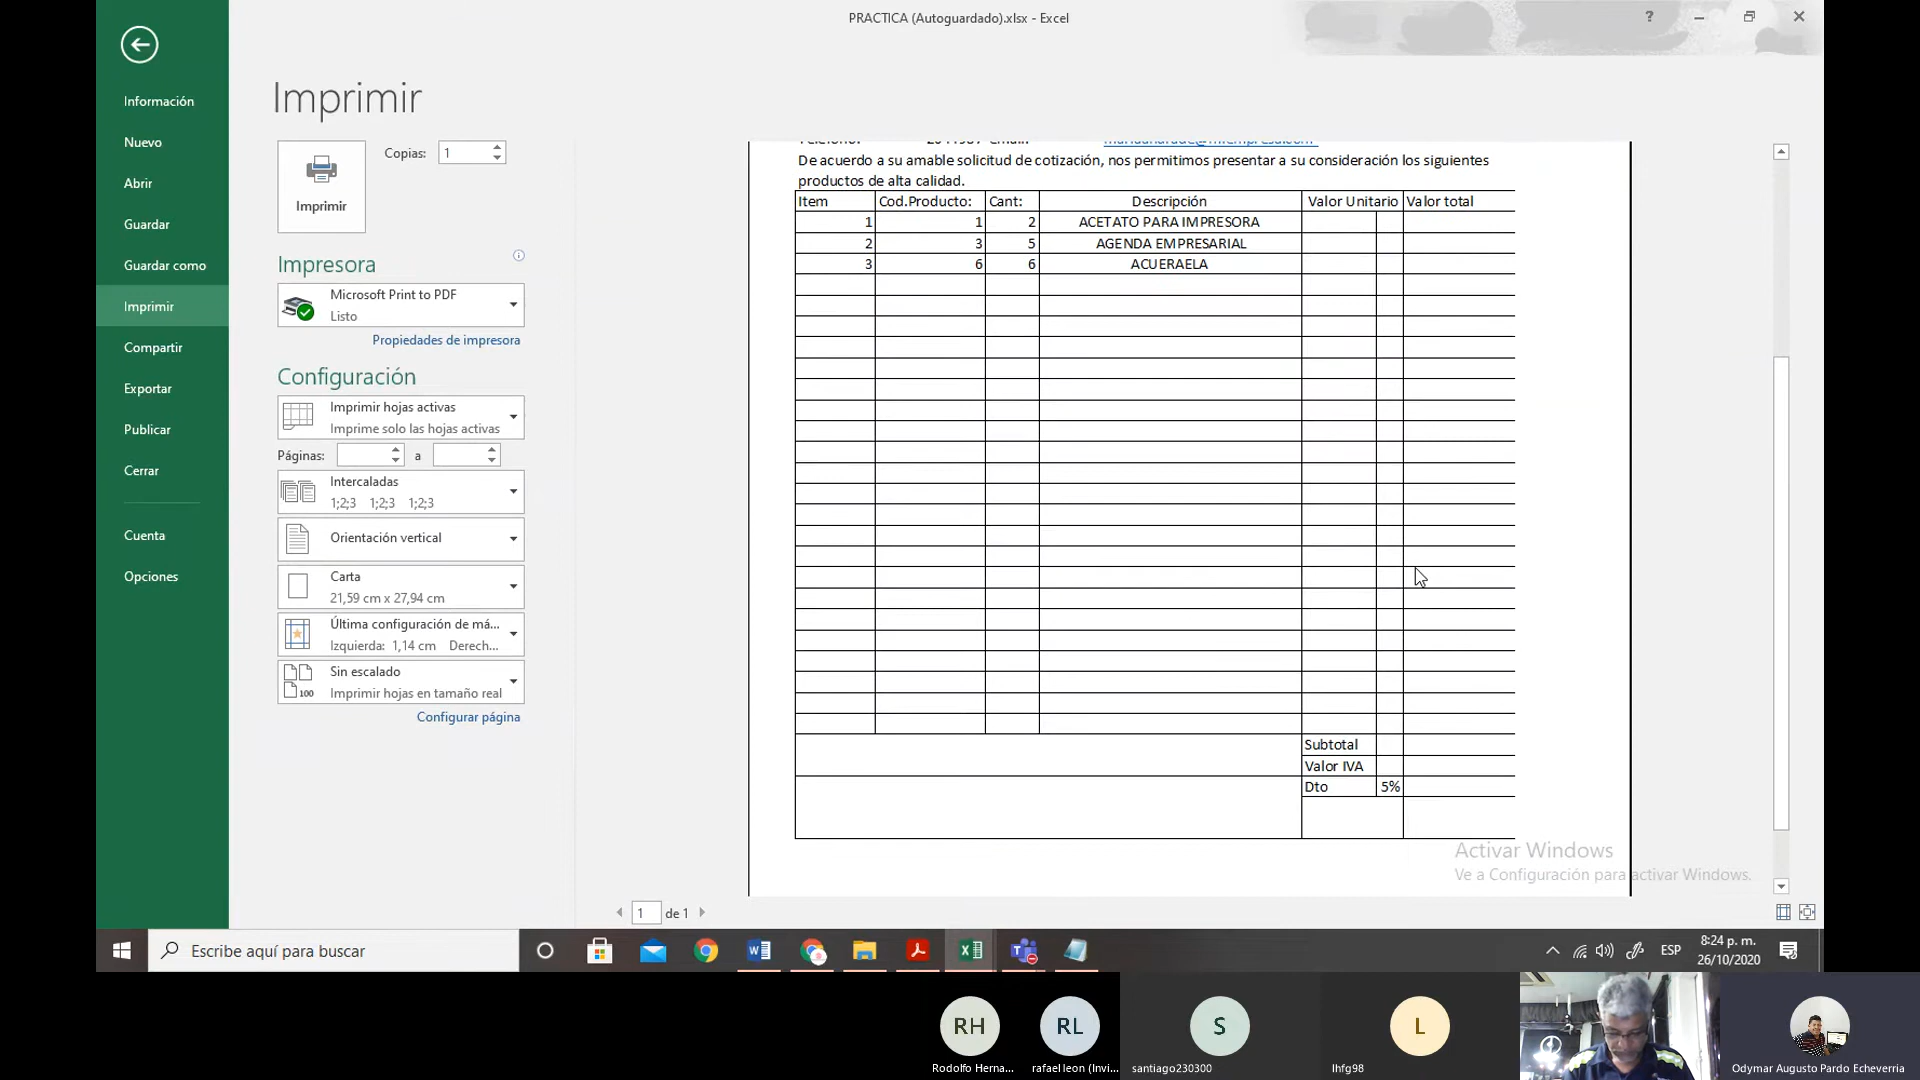 PRACTICA (Autoguardado).xlsx - Excel
?
Imprimir
Información
Nuevo
Abrir
Guardar
Guardar como
Imprimir
Compartir
Exportar
Publicar
Cerrar
Cuenta
Opciones
Imprimir
Copias: 1
Impresora
Microsoft Print to PDF
Listo
Propiedades de impresora
Configuración
Imprimir hojas activas
Imprime solo las hojas activas
Páginas: a
Intercaladas
1;2;3 1;2;3 1;2;3
Orientación vertical
Carta
21,59 cm x 27,94 cm
Última configuración de má...
Izquierda: 1,14 cm Derech...
Sin escalado
100 Imprimir hojas en tamaño real
Configurar página
De acuerdo a su amable solicitud de cotización, nos permitimos presentar a su consideración los siguientes
productos de alta calidad.
Item Cod.Producto: Cant: Descripción Valor Unitario Valor total
1 1 2 ACETATO PARA IMPRESORA
2 3 5 AGENDA EMPRESARIAL
3 6 6 ACUERAELA
Subtotal
Valor IVA
Dto 5%
Activar Windows
Ve a Configuración para activar Windows.
1 de 1
Escribe aquí para buscar
ESP
8:24 p. m.
26/10/2020
RH
Rodolfo Herna...
RL
rafael leon (Invi...
S
santiago230300
L
lhfg98
Odymar Augusto Pardo Echeverria